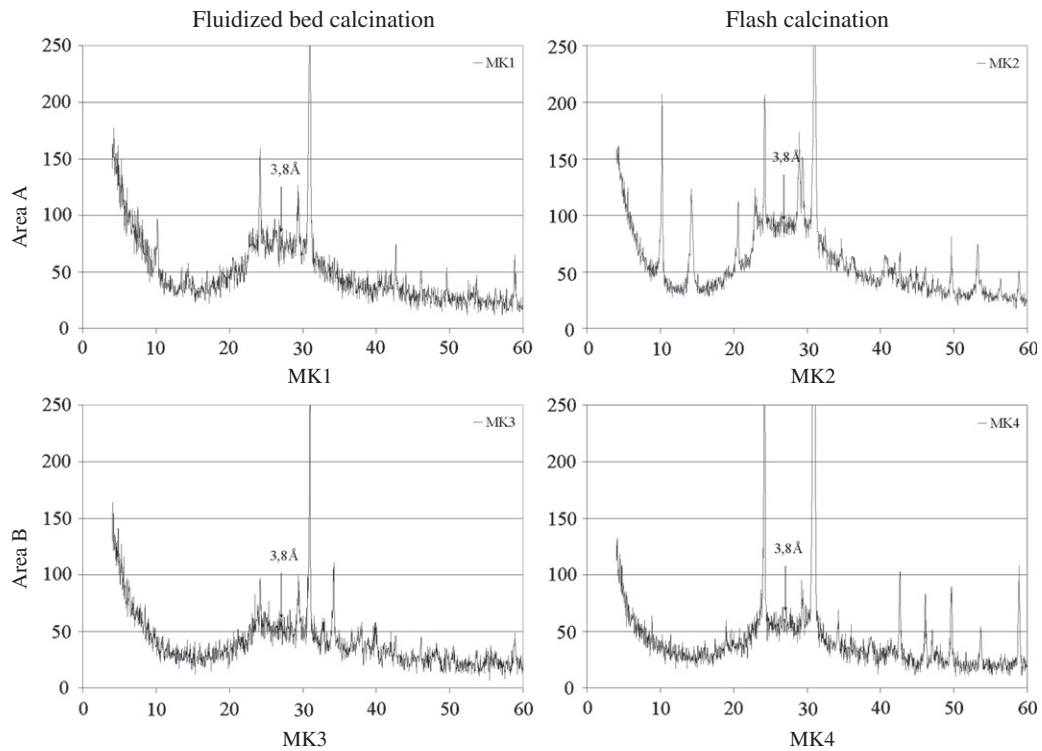 Fluidized bed calcination
Flash calcination
250
200
150
100
50
0
0 10 20 30 40 50 60
3,8Å
— MK1
Area A
MK1
250
200
150
100
50
0
0 10 20 30 40 50 60
3,8Å
— MK2
MK2
250
200
150
100
50
0
0 10 20 30 40 50 60
3,8Å
— MK3
Area B
MK3
250
200
150
100
50
0
0 10 20 30 40 50 60
3,8Å
— MK4
MK4